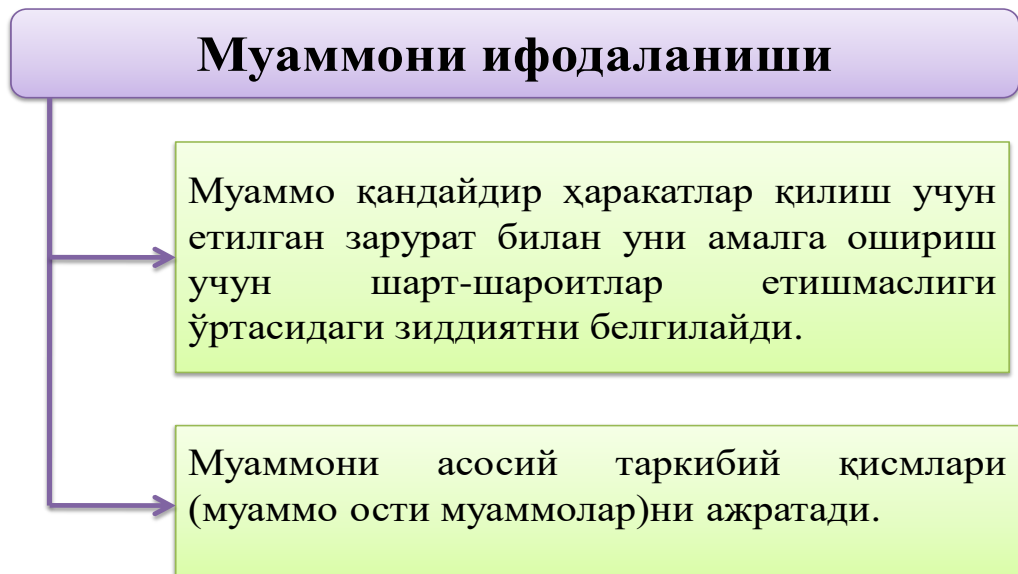 Муаммони ифодаланиши
Муаммо қандайдир ҳаракатлар қилиш учун
етилган зарурат билан уни амалга ошириш
учун шарт-шароитлар етишмаслиги
ўртасидаги зиддиятни белгилайди.
Муаммони асосий таркибий қисмлари
(муаммо ости муаммолар)ни ажратади.